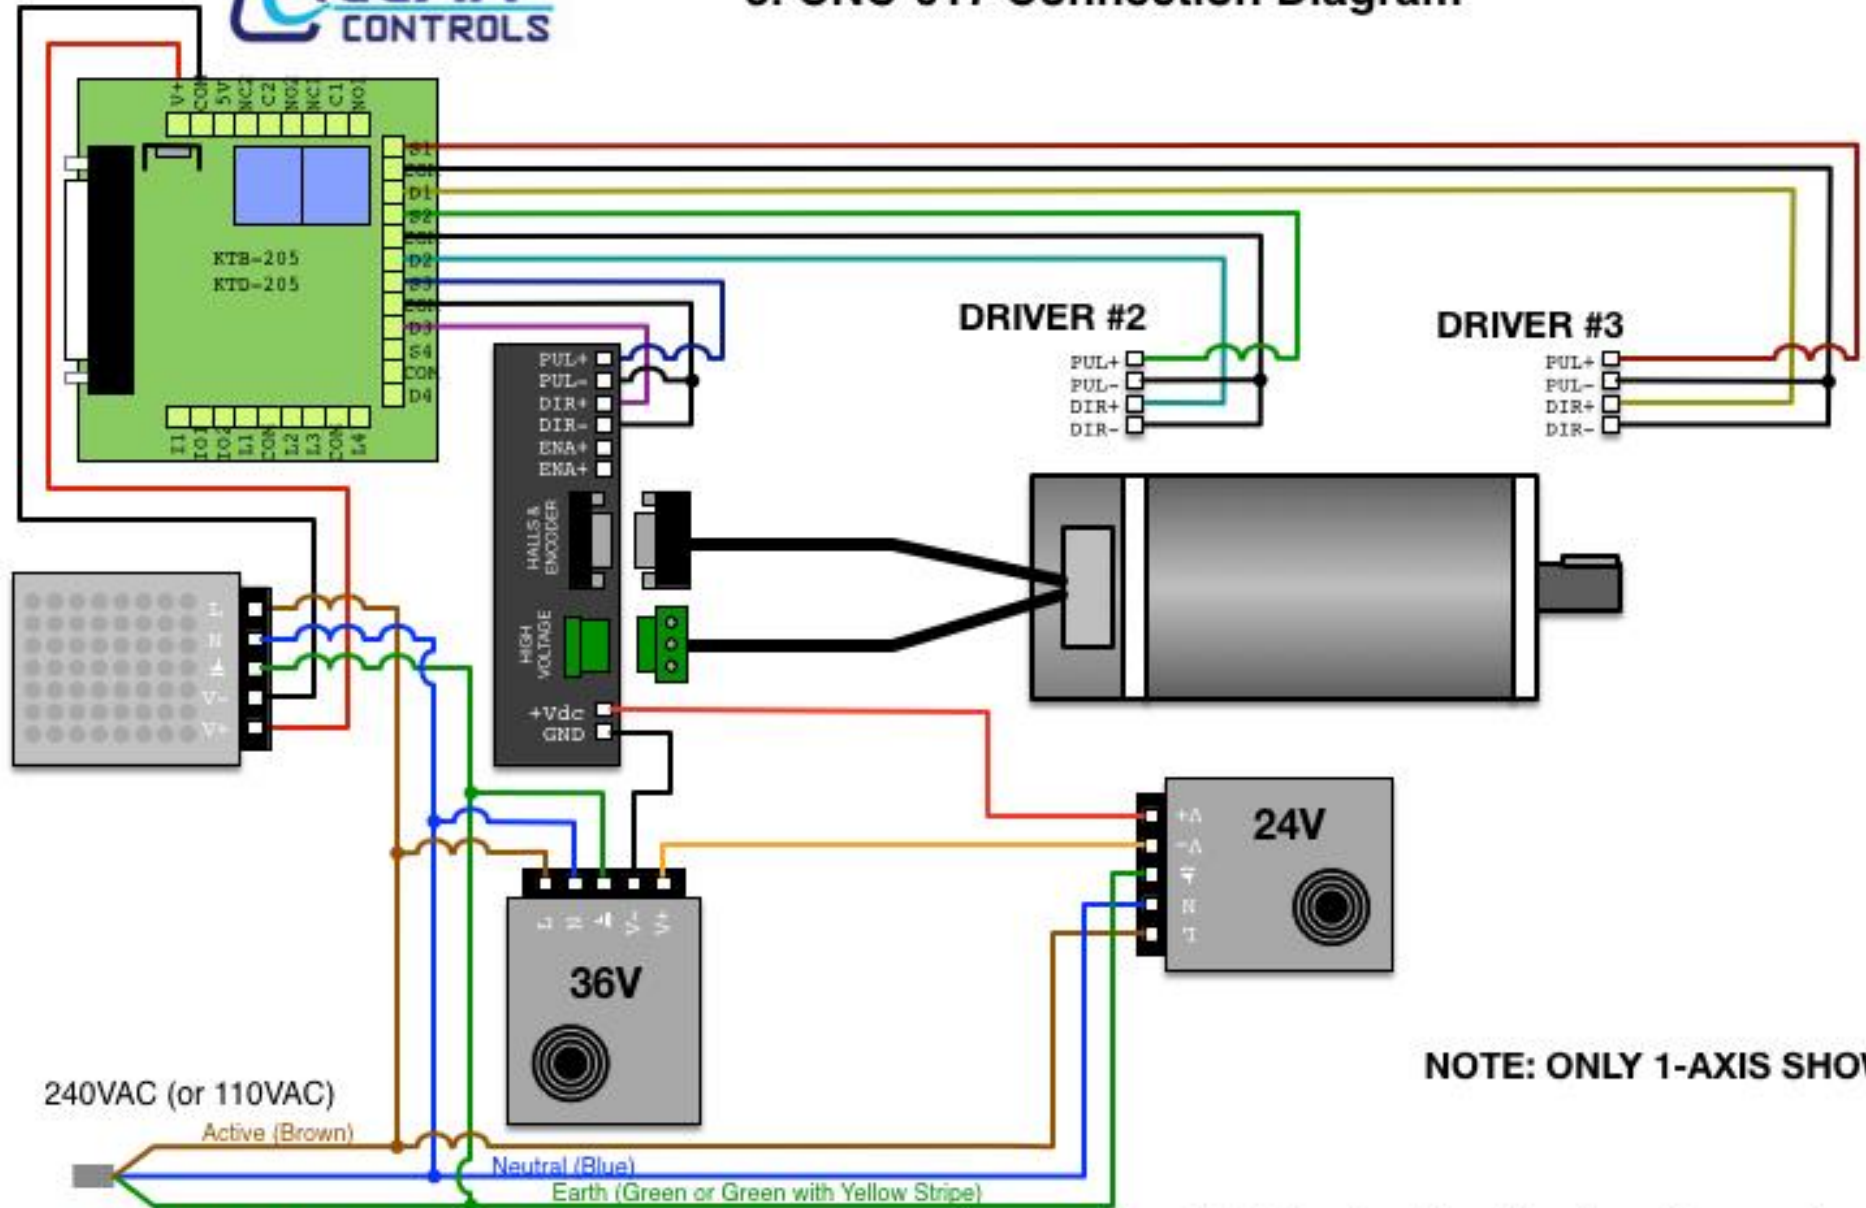 CONTROLS
Connection Diagram
V+
COM
5V
NC2
C2
NO2
NC1
C1
NO1
S1
COM
D1
S2
COM
D2
S3
COM
D3
S4
COM
D4
KTB-205
KTD-205
I1
IO1
IO2
L1
COM
L2
L3
COM
L4
DRIVER #2
PUL+
PUL-
DIR+
DIR-
DRIVER #3
PUL+
PUL-
DIR+
DIR-
PUL+
PUL-
DIR+
DIR-
ENA+
ENA+
HALLS &
ENCODER
HIGH
VOLTAGE
+Vdc
GND
L
N
V-
V+
24V
V+
V-
N
L
L
N
V-
V+
36V
NOTE: ONLY 1-AXIS
240VAC (or 110VAC)
Active (Brown)
Neutral (Blue)
Earth (Green or Green with Yellow Stripe)